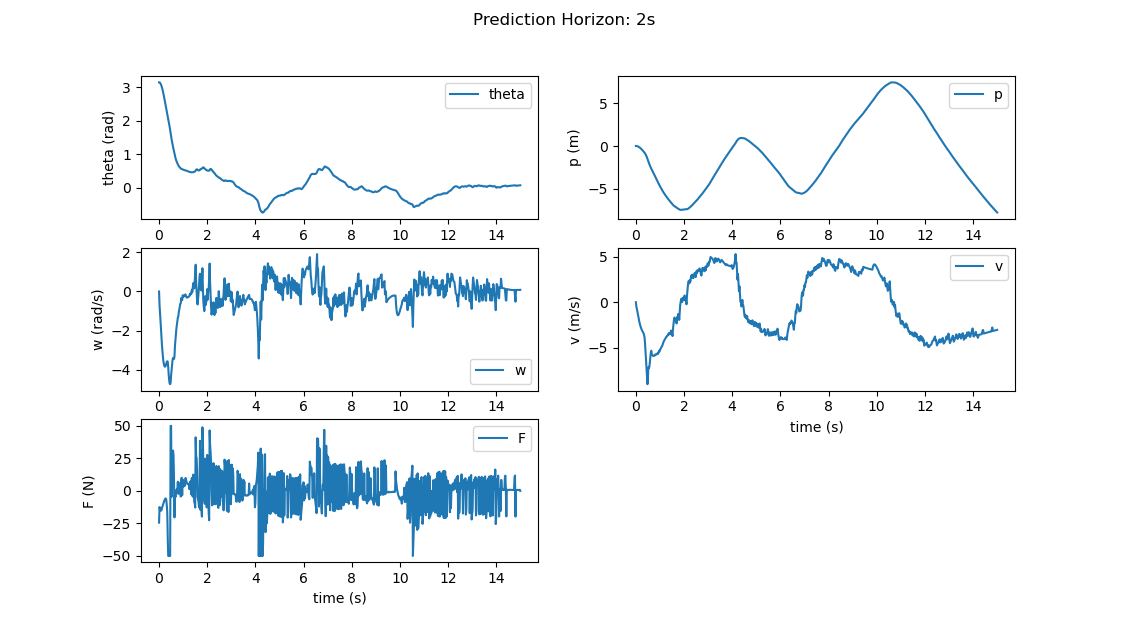 Prediction Horizon: 2s
theta (rad)
3
2
1
0
theta
0 2 4 6 8 10 12 14
p (m)
5
0
−5
p
0 2 4 6 8 10 12 14
w (rad/s)
2
0
−2
−4
w
0 2 4 6 8 10 12 14
v (m/s)
5
0
−5
v
0 2 4 6 8 10 12 14
time (s)
F (N)
50
25
0
−25
−50
F
0 2 4 6 8 10 12 14
time (s)